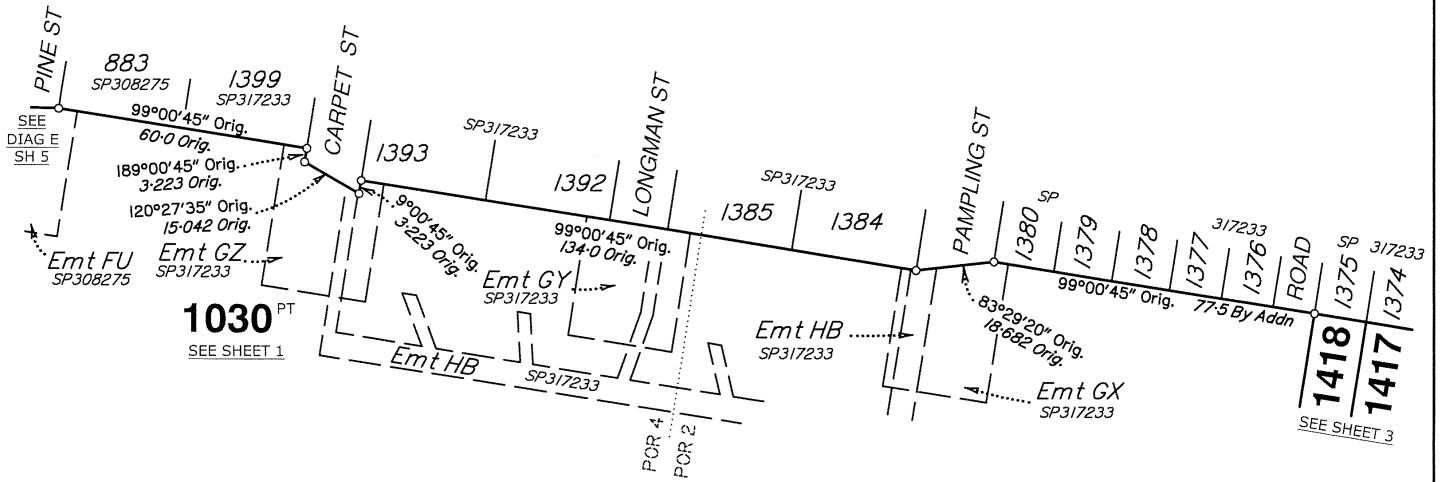 PINE ST
883
SP308275
1399
SP317233
CARPET ST
SEE
DIAG E
SH 5
99°00'45" Orig.
60·0 Orig.
189°00'45" Orig.
3·223 Orig.
120°27'35" Orig.
15·042 Orig.
Emt FU
SP308275
Emt GZ
SP317233
1030 PT
SEE SHEET 1
1393
SP317233
1392
9°00'45" Orig.
3·223 Orig.
LONGMAN ST
99°00'45" Orig.
134·0 Orig.
Emt GY
SP317233
Emt HB
SP317233
POR 4
POR 2
1385
SP317233
1384
PAMPLING ST
Emt HB
SP317233
83°29'20" Orig.
18·682 Orig.
Emt GX
SP317233
1380
SP
1379
1378
1377
317233
1376
ROAD
SP
1375
317233
1374
99°00'45" Orig.
77·5 By Addn
1418
1417
SEE SHEET 3